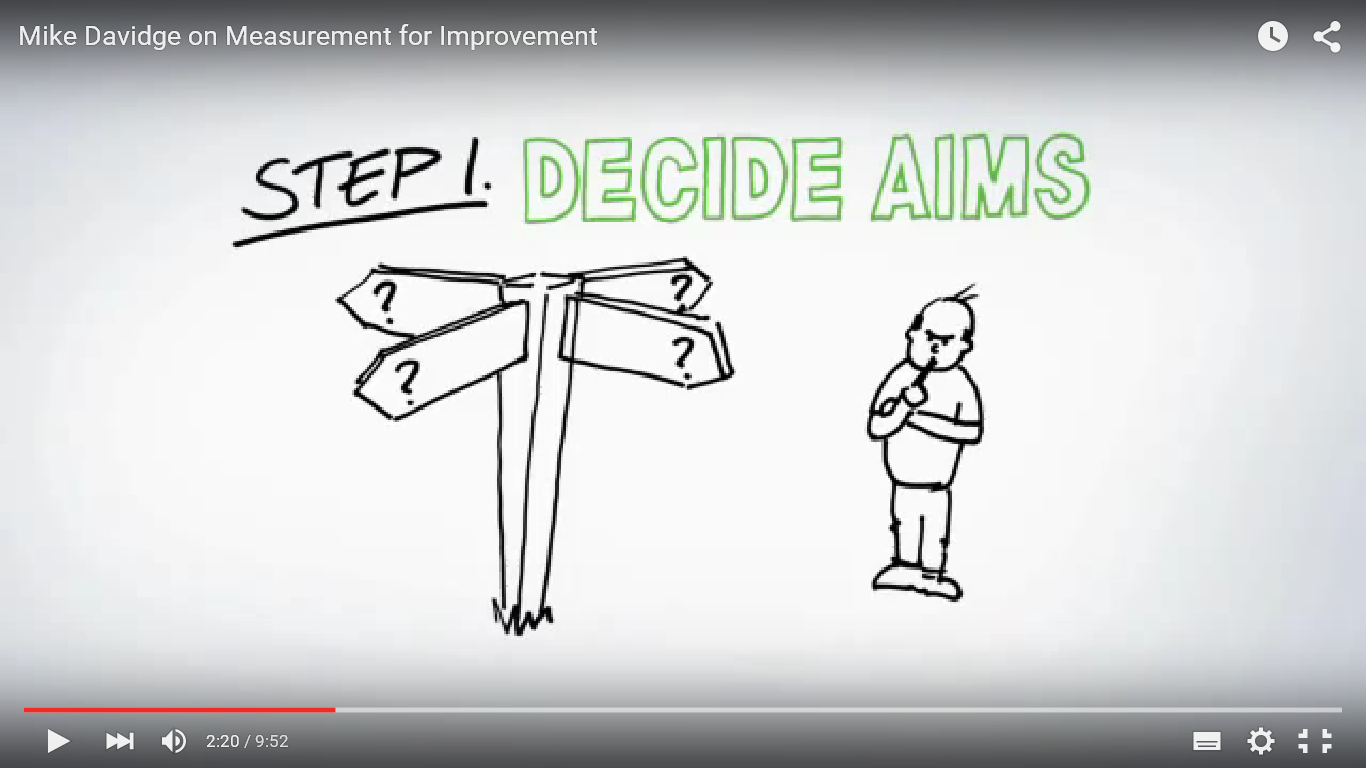 Mike Davidge on Measurement for Improvement
STEP 1. DECIDE AIMS
? ?
? ?
2:20 / 9:52